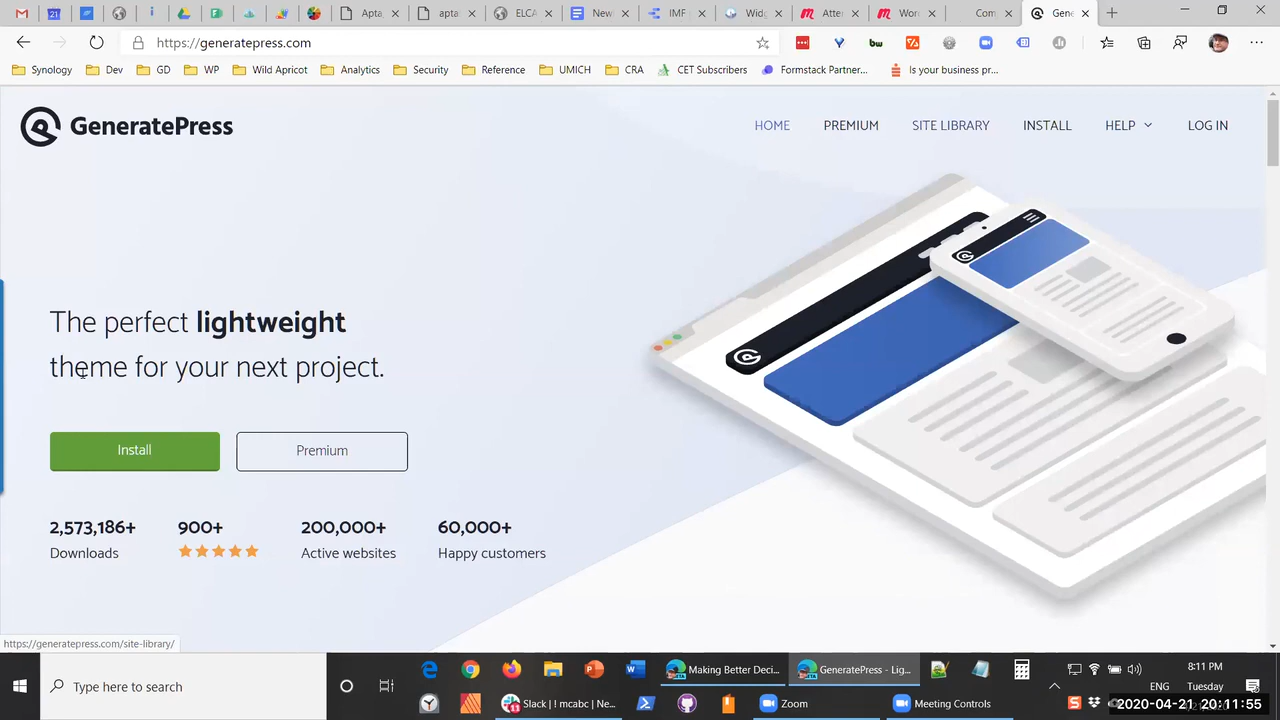 Apta
apta
ELCA
New
IMF
Widg
Atten
Wor
Com
Gene
https://generatepress.com
Synology
Dev
GD
WP
Wild Apricot
Analytics
Security
Reference
UMICH
CRA
CET Subscribers
Formstack Partner...
Is your business pr...
GeneratePress
HOME
PREMIUM
SITE LIBRARY
INSTALL
HELP
LOG IN
The perfect lightweight
theme for your next project.
Install
Premium
2,573,186+
Downloads
900+
200,000+
Active websites
60,000+
Happy customers
https://generatepress.com/site-library/
Type here to search
Making Better Deci...
GeneratePress - Lig...
8:11 PM
ENG
Tuesday
Slack | ! mcabc | Ne...
Zoom
Meeting Controls
2020-04-21 20:11:55